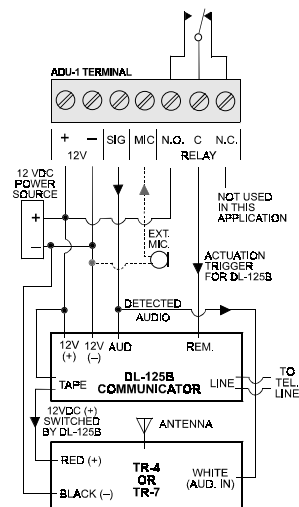 ADU-1 TERMINAL
+ – SIG MIC N.O. C N.C.
12V RELAY
12 VDC
POWER
SOURCE
+
–
NOT USED
IN THIS
APPLICATION
EXT.
MIC.
ACTUATION
TRIGGER
FOR DL-125B
DETECTED
AUDIO
12V
(+)
12V
(–)
AUD
REM.
DL-125B
COMMUNICATOR
TAPE
LINE
TO
TEL.
LINE
12VDC (+)
SWITCHED
BY DL-125B
ANTENNA
RED (+)
TR-4
OR
TR-7
WHITE
(AUD. IN)
BLACK (–)